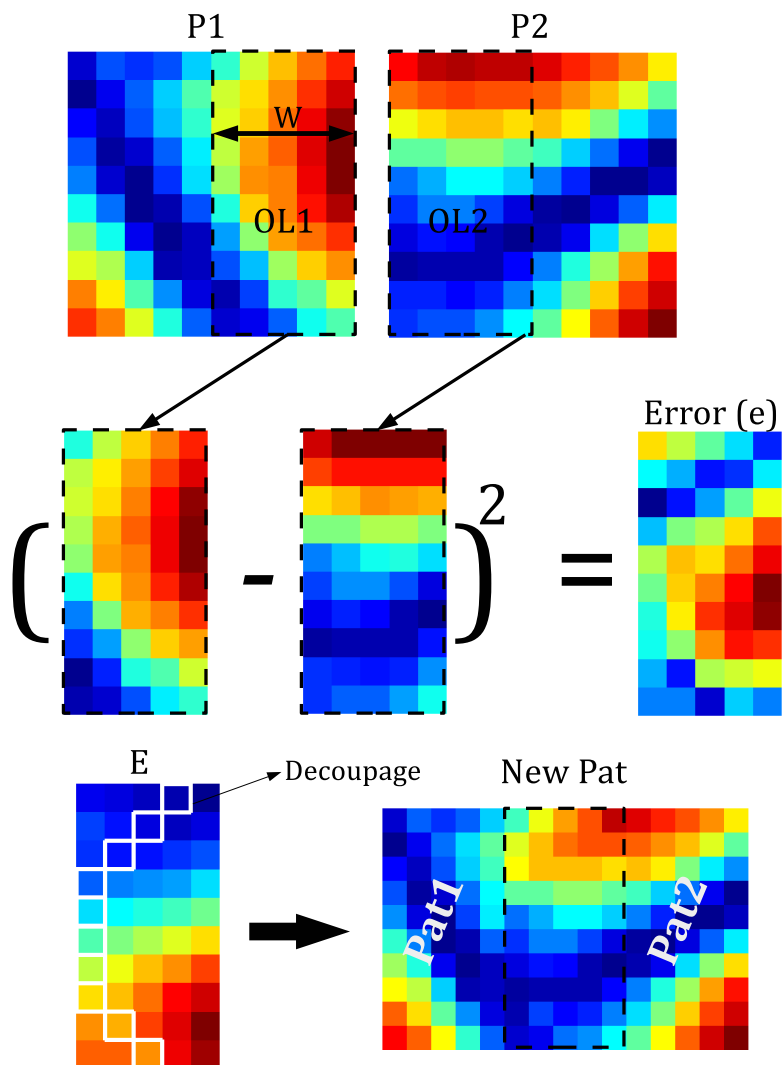 P1 P2
W
OL1 OL2
Error (e)
( - )2 =
E
Decoupage
New Pat
Pat1 Pat2